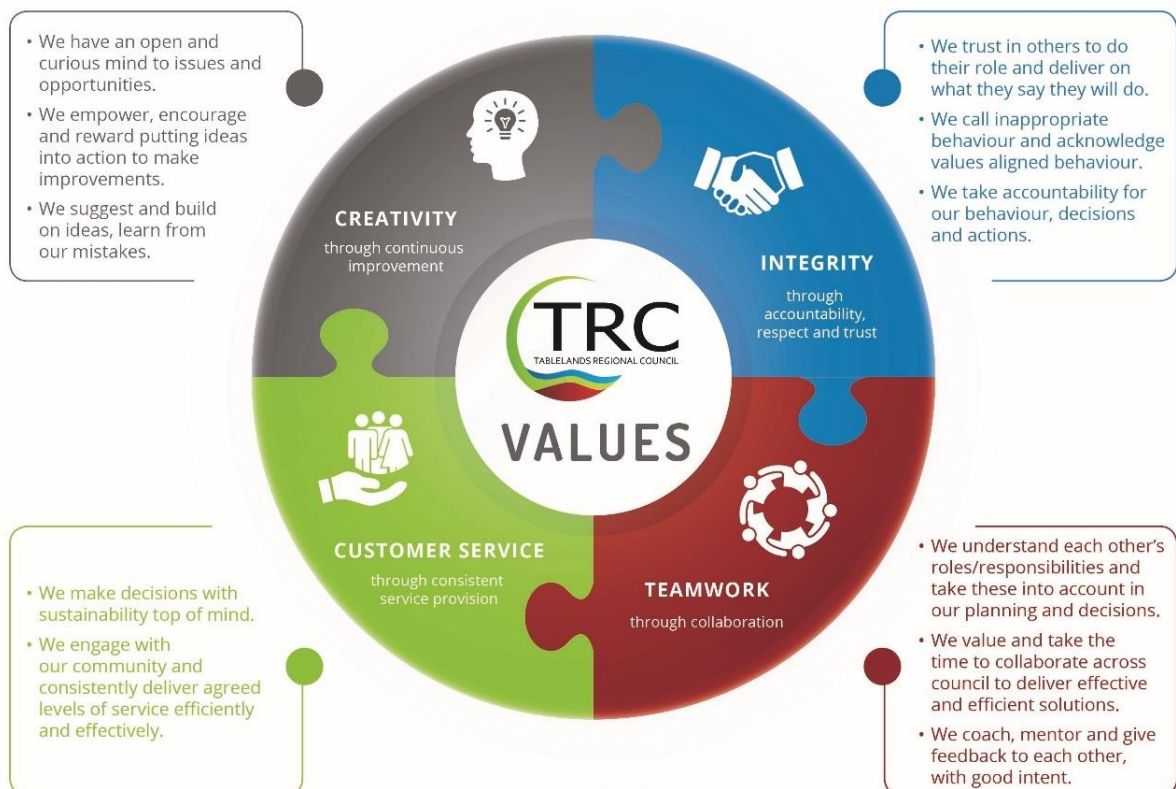 • We have an open and
curious mind to issues and
opportunities.
• We empower, encourage
and reward putting ideas
into action to make
improvements.
• We suggest and build
on ideas, learn from
our mistakes.
CREATIVITY
through continuous
improvement
• We trust in others to do
their role and deliver on
what they say they will do.
• We call inappropriate
behaviour and acknowledge
values aligned behaviour.
• We take accountability for
our behaviour, decisions
and actions.
INTEGRITY
through
accountability,
respect and trust
TRC
TABLELANDS REGIONAL COUNCIL
VALUES
• We make decisions with
sustainability top of mind.
• We engage with
our community and
consistently deliver agreed
levels of service efficiently
and effectively.
CUSTOMER SERVICE
through consistent
service provision
TEAMWORK
through collaboration
• We understand each other's
roles/responsibilities and
take these into account in
our planning and decisions.
• We value and take the
time to collaborate across
council to deliver effective
and efficient solutions.
• We coach, mentor and give
feedback to each other,
with good intent.